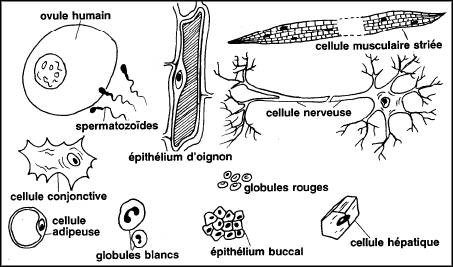 ovule humain
cellule musculaire striée
spermatozoïdes
cellule nerveuse
épithélium d'oignon
cellule conjonctive
globules rouges
cellule
adipeuse
globules blancs
épithélium buccal
cellule hépatique